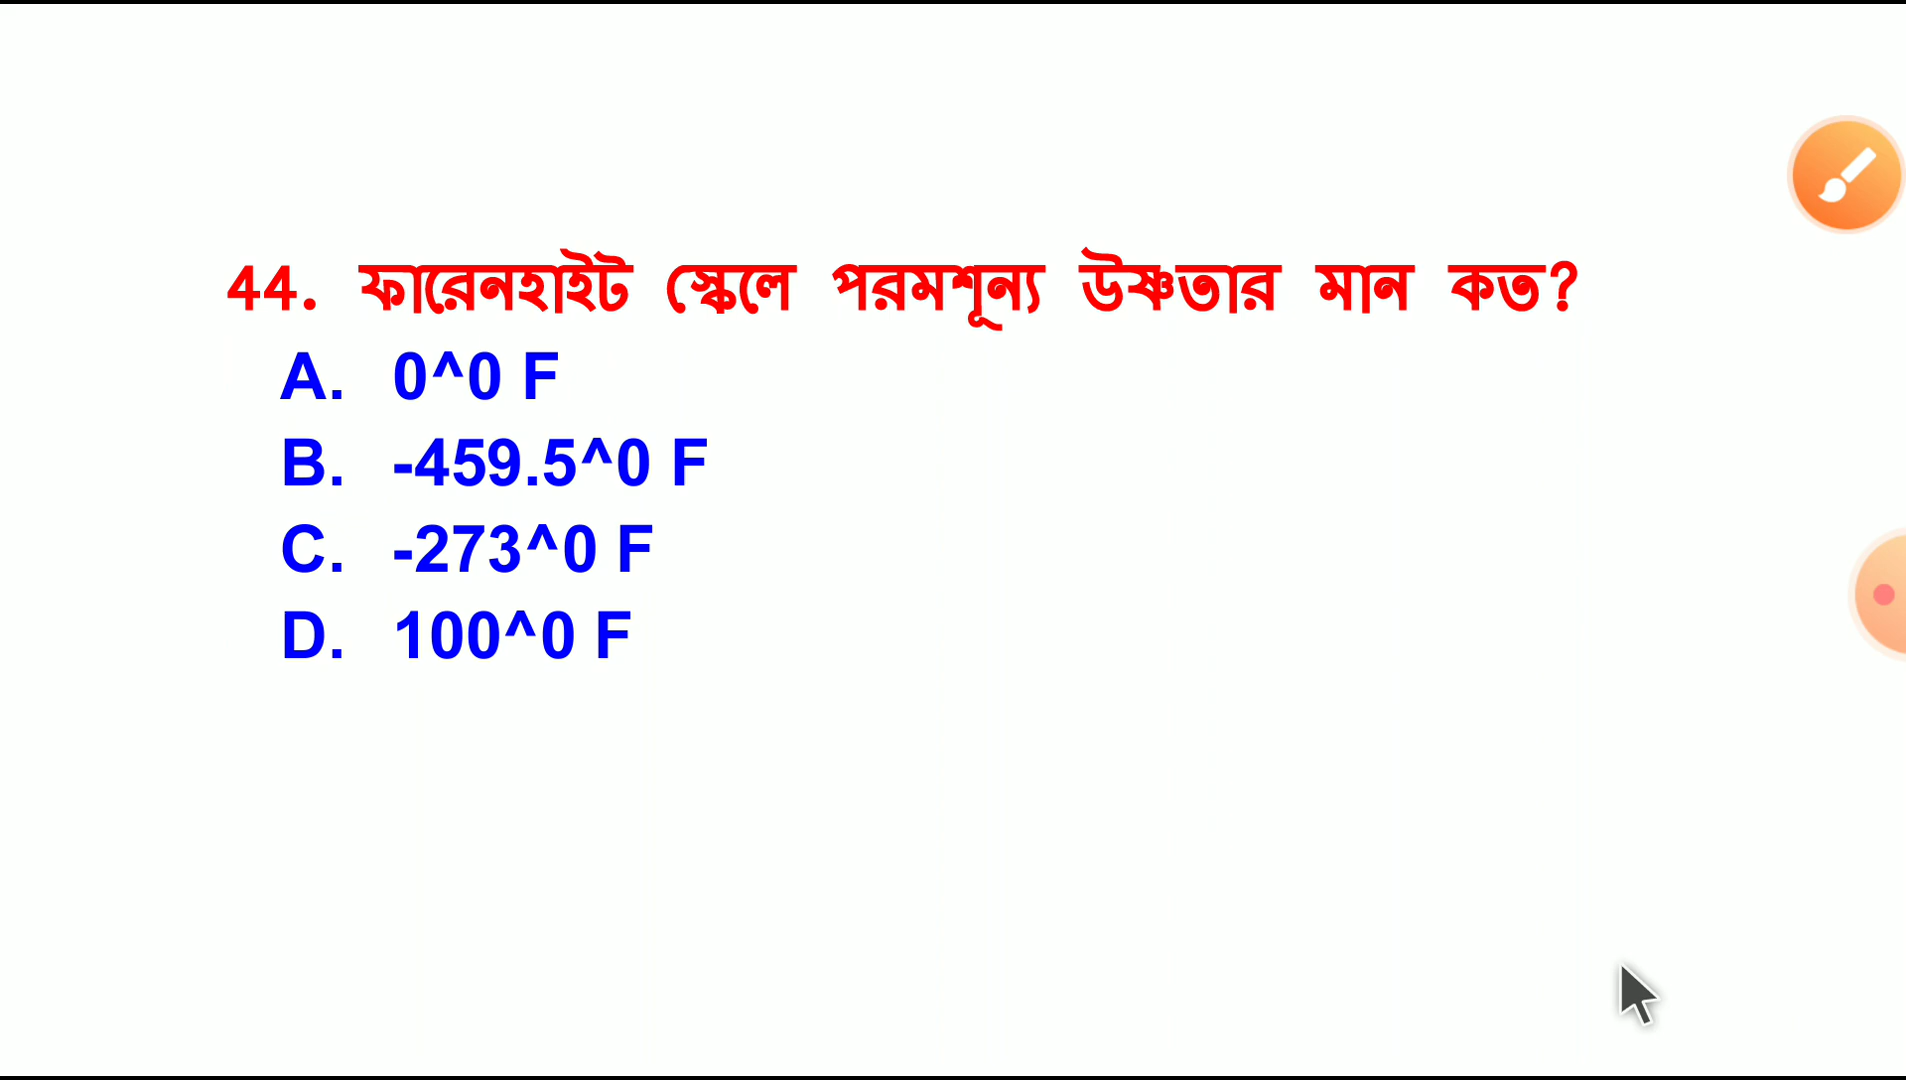 44. ফারেনহাইট স্কেলে পরমশূন্য উষ্ণতার মান কত?
A. 0^0 F
B. -459.5^0 F
C. -273^0 F
D. 100^0 F